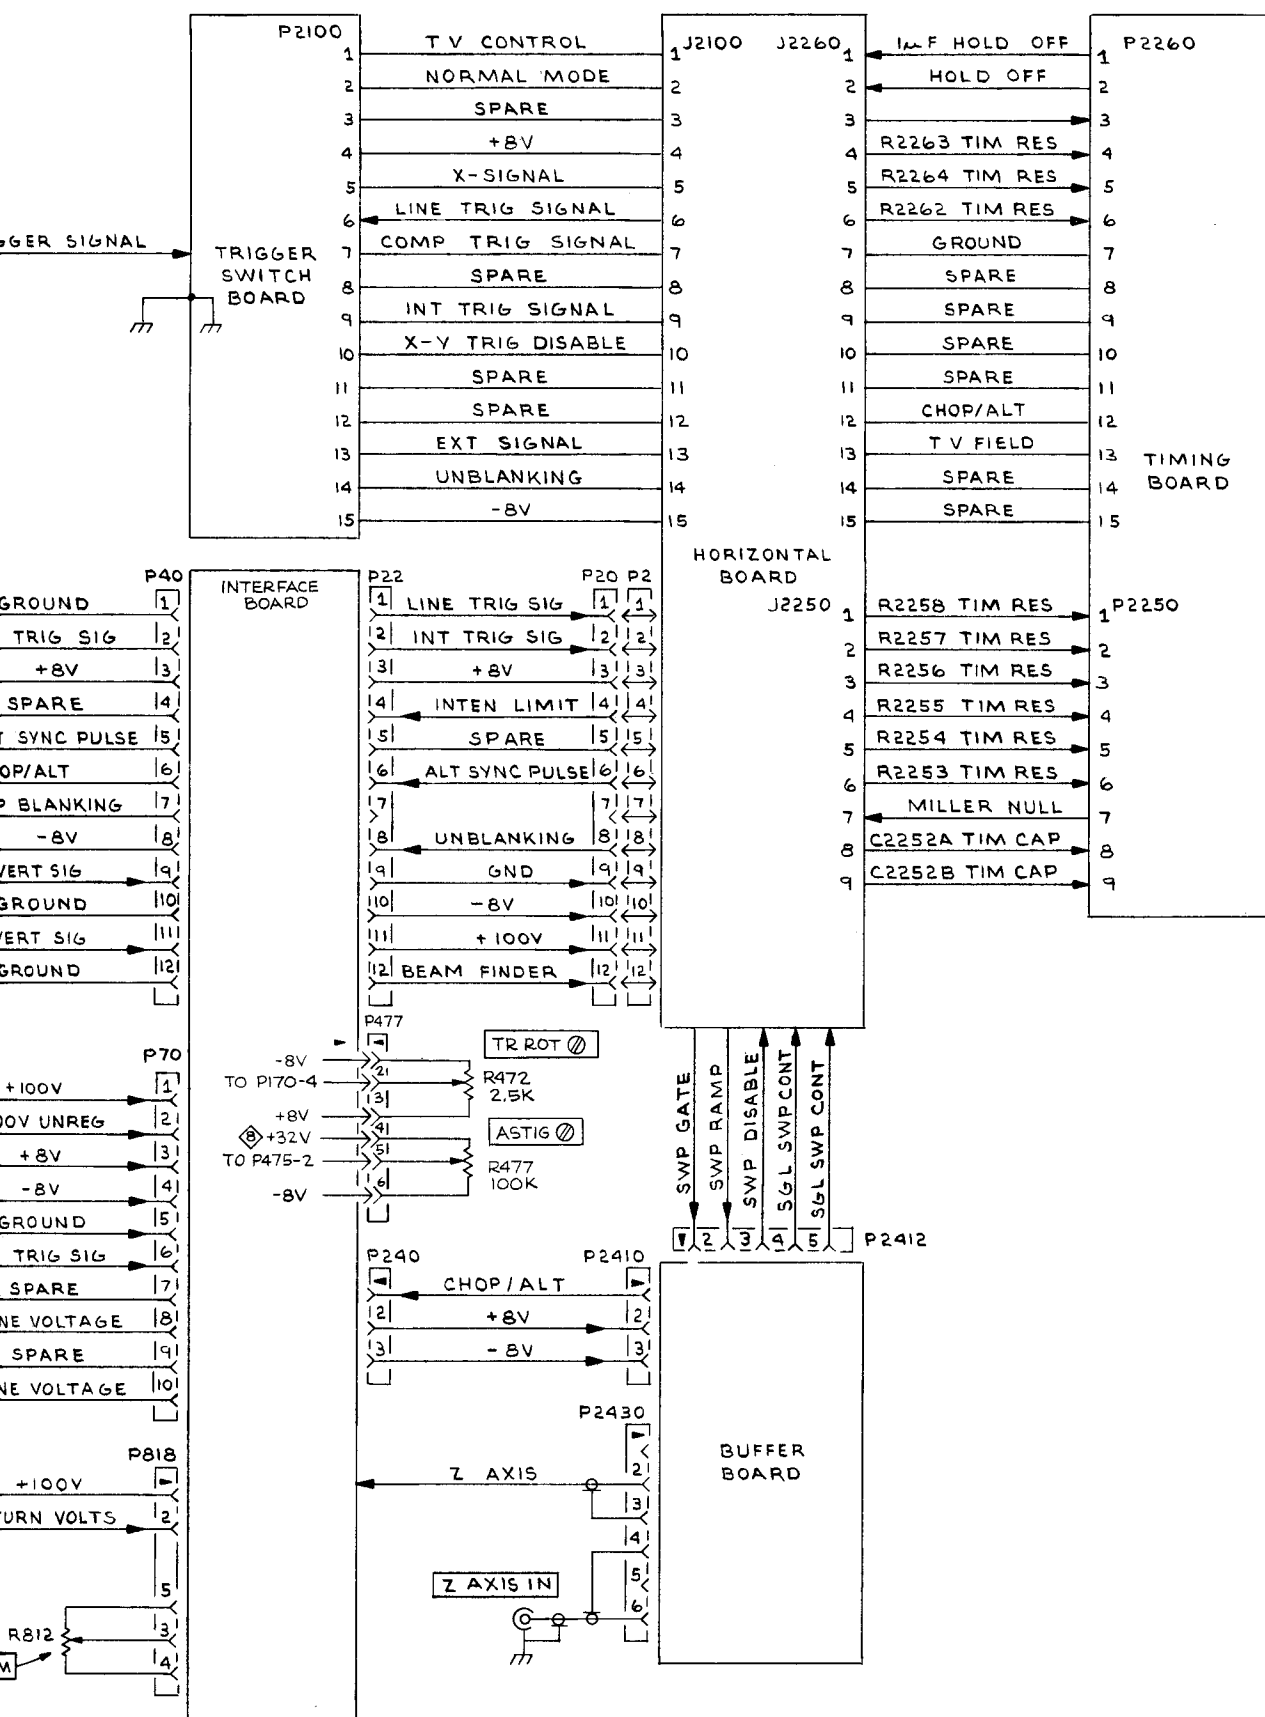 P2100
1 TV CONTROL 1 J2100 J2260 1 1µF HOLD OFF 1 P2260
2 NORMAL MODE 2 2 HOLD OFF 2
3 SPARE 3 3 3
4 +8V 4 4 R2263 TIM RES 4
5 X-SIGNAL 5 5 R2264 TIM RES 5
6 LINE TRIG SIGNAL 6 6 R2262 TIM RES 6
GGER SIGNAL
TRIGGER
SWITCH
BOARD
7 COMP TRIG SIGNAL 7 7 GROUND 7
8 SPARE 8 8 SPARE 8
9 INT TRIG SIGNAL 9 9 SPARE 9
10 X-Y TRIG DISABLE 10 10 SPARE 10
11 SPARE 11 11 SPARE 11
12 SPARE 12 12 CHOP/ALT 12
13 EXT SIGNAL 13 13 TV FIELD 13
14 UNBLANKING 14 14 SPARE 14
15 -8V 15 15 SPARE 15
TIMING
BOARD
HORIZONTAL
BOARD
P40
INTERFACE
BOARD
P22 P20 P2
GROUND 1
TRIG SIG 2
+8V 3
SPARE 4
T SYNC PULSE 5
OP/ALT 6
P BLANKING 7
-8V 8
VERT SIG 9
GROUND 10
VERT SIG 11
GROUND 12
1 LINE TRIG SIG 1 1
2 INT TRIG SIG 2 2
3 +8V 3 3
4 INTEN LIMIT 4 4
5 SPARE 5 5
6 ALT SYNC PULSE 6 6
7 7 7
8 UNBLANKING 8 8
9 GND 9 9
10 -8V 10 10
11 +100V 11 11
12 BEAM FINDER 12 12
J2250 1 R2258 TIM RES 1 P2250
2 R2257 TIM RES 2
3 R2256 TIM RES 3
4 R2255 TIM RES 4
5 R2254 TIM RES 5
6 R2253 TIM RES 6
7 MILLER NULL 7
8 C2252A TIM CAP 8
9 C2252B TIM CAP 9
P477
-8V
TO P170-4 2
3
+8V
8 +32V 4
TO P475-2 5
-8V 6
TR ROT
R472
2.5K
ASTIG
R477
100K
SWP GATE
SWP RAMP
SWP DISABLE
SGL SWP CONT
SGL SWP CONT
2 3 4 5 P2412
P70
+100V 1
00V UNREG 2
+8V 3
-8V 4
GROUND 5
TRIG SIG 6
SPARE 7
NE VOLTAGE 8
SPARE 9
NE VOLTAGE 10
P240 P2410
CHOP/ALT
2 +8V 2
3 -8V 3
P2430
2
3
4
5
6
Z AXIS
Z AXIS IN
BUFFER
BOARD
P818
+100V
TURN VOLTS 2
5
3
4
R812
M